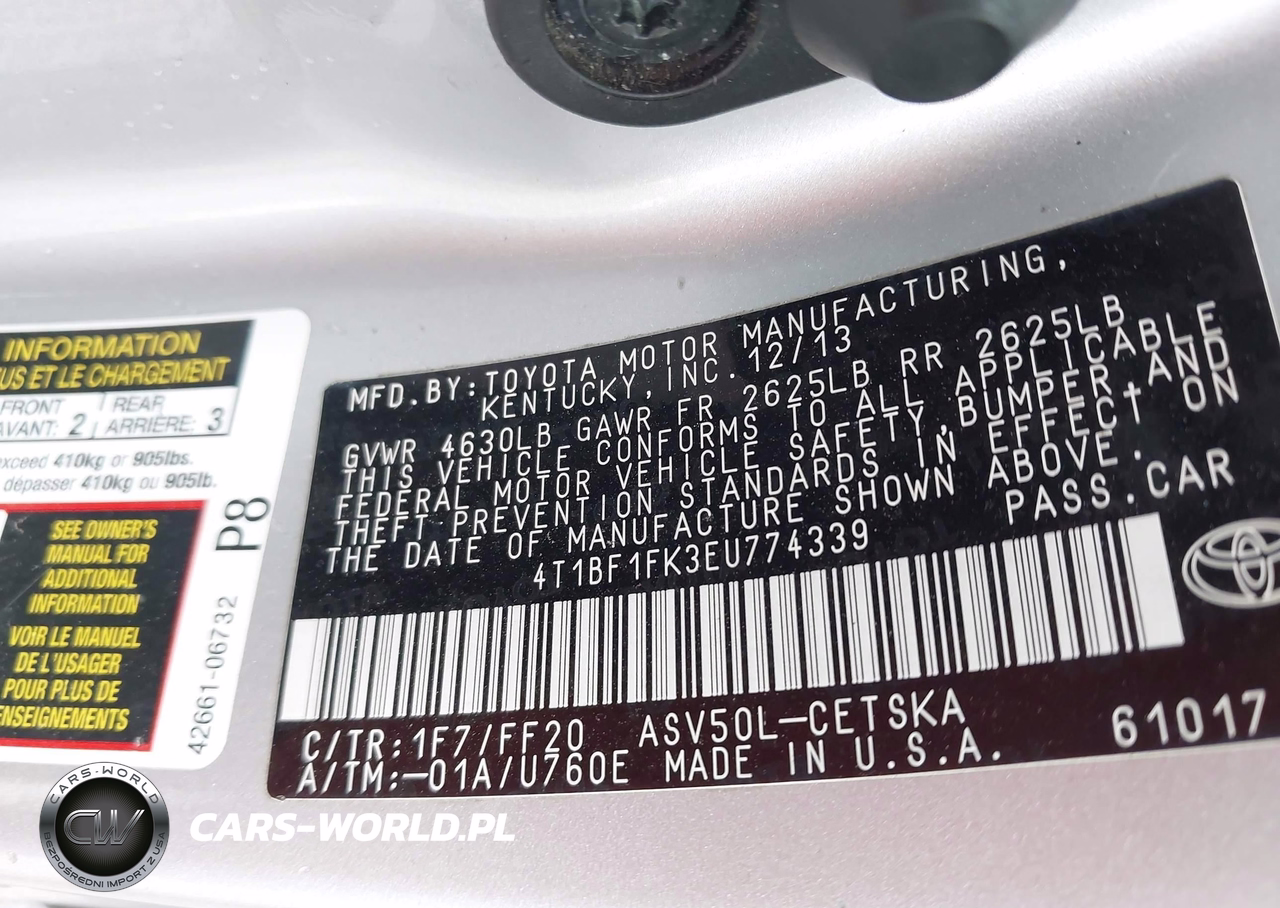 INFORMATION
US ET LE CHARGEMENT
FRONT
AVANT: 2
REAR
ARRIÈRE: 3
exceed 410kg or 905lbs.
dépasser 410kg ou 905lb.
SEE OWNER'S
MANUAL FOR
ADDITIONAL
INFORMATION
VOIR LE MANUEL
DE L'USAGER
POUR PLUS DE
ENSEIGNEMENTS
P8
42661-06732
MFD.BY:TOYOTA MOTOR MANUFACTURING,
KENTUCKY, INC. 12/13
GVWR 4630LB GAWR FR 2625LB RR 2625LB
THIS VEHICLE CONFORMS TO ALL APPLICABLE
FEDERAL MOTOR VEHICLE SAFETY,BUMPER,AND
THEFT PREVENTION STANDARDS IN EFFECT ON
THE DATE OF MANUFACTURE SHOWN ABOVE.
4T1BF1FK3EU774339
PASS.CAR
C/TR:1F7/FF20 ASV50L-CETSKA
A/TM:-01A/U760E MADE IN U.S.A.
61017
CARS-WORLD
CW
BEZPOŚREDNI IMPORT Z USA
CARS-WORLD.PL